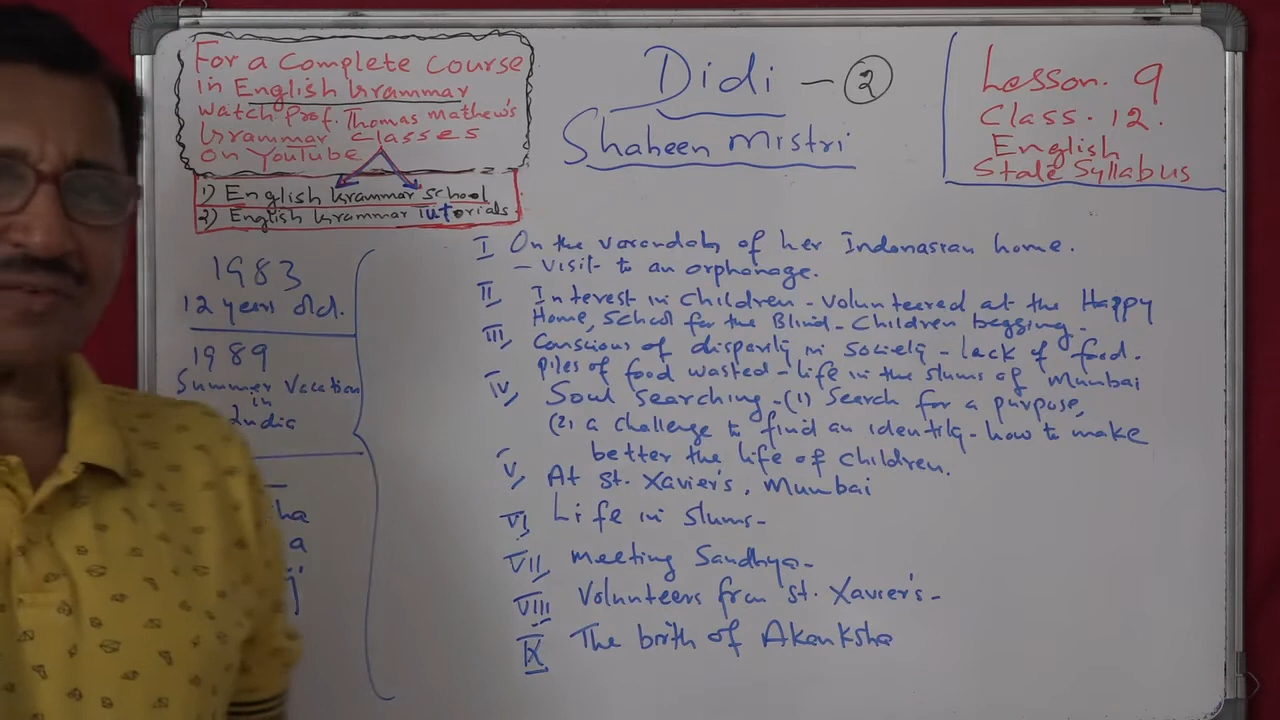 For a Complete Course
in English Grammar
Watch Prof. Thomas Mathew's
Grammar Classes
on YouTube
1) English Grammar School
2) English Grammar Tutorials.
Didi - 2
Shaheen Mistri
Lesson. 9
Class. 12.
English
State Syllabus
1983
12 years old.
1989
Summer Vacation
in
India
ha
a
I On the varandah of her Indonasian home.
- visit to an orphanage.
II, Interest in children - volunteered at the Happy
Home, School for the Blind - Children begging.
III, Conscious of disparity in society - lack of food.
piles of food wasted - life in the slums of Mumbai
IV, Soul searching - (1) Search for a purpose,
(2) a challenge to find an identity - how to make
better the life of children.
V, At St. Xavier's, Mumbai
VI, Life in slums -
VII, Meeting Sandhya -
VIII, Volunteers from St. Xavier's -
IX The birth of Akanksha